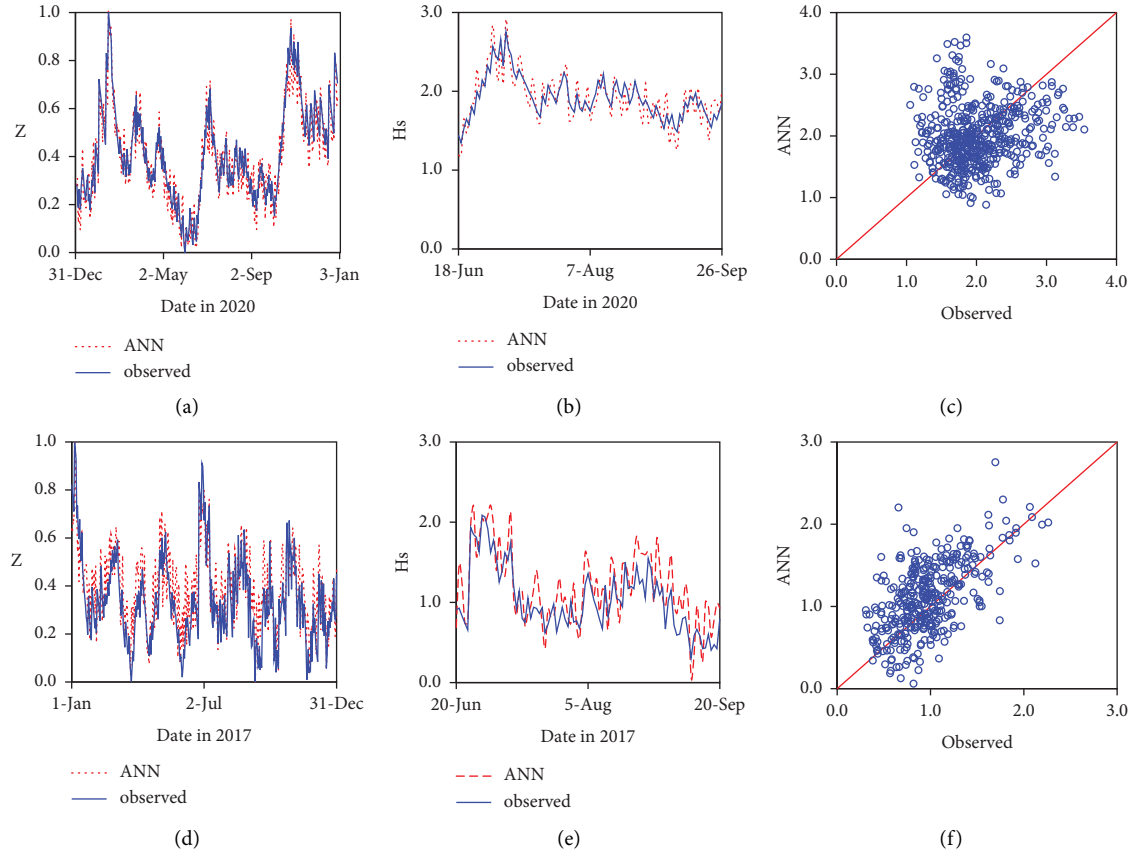 1.0
0.8
0.6
0.4
0.2
0.0
Z
31-Dec
2-May
2-Sep
3-Jan
Date in 2020
ANN
observed
(a)
3.0
2.0
1.0
0.0
Hs
18-Jun
7-Aug
26-Sep
Date in 2020
ANN
observed
(b)
4.0
3.0
2.0
1.0
0.0
ANN
0.0
1.0
2.0
3.0
4.0
Observed
(c)
1.0
0.8
0.6
0.4
0.2
0.0
Z
1-Jan
2-Jul
31-Dec
Date in 2017
ANN
observed
(d)
3.0
2.0
1.0
0.0
Hs
20-Jun
5-Aug
20-Sep
Date in 2017
ANN
observed
(e)
3.0
2.0
1.0
0.0
ANN
0.0
1.0
2.0
3.0
Observed
(f)